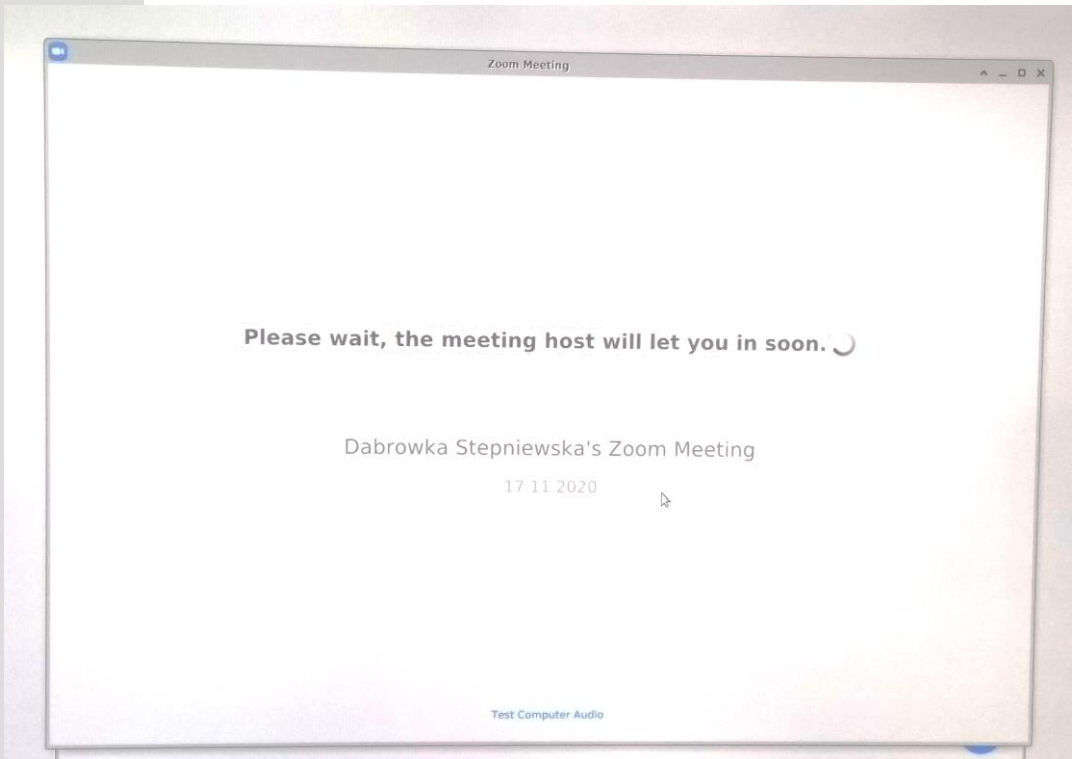 Zoom Meeting
Please wait, the meeting host will let you in soon.
Dabrowka Stepniewska's Zoom Meeting
17 11 2020
Test Computer Audio